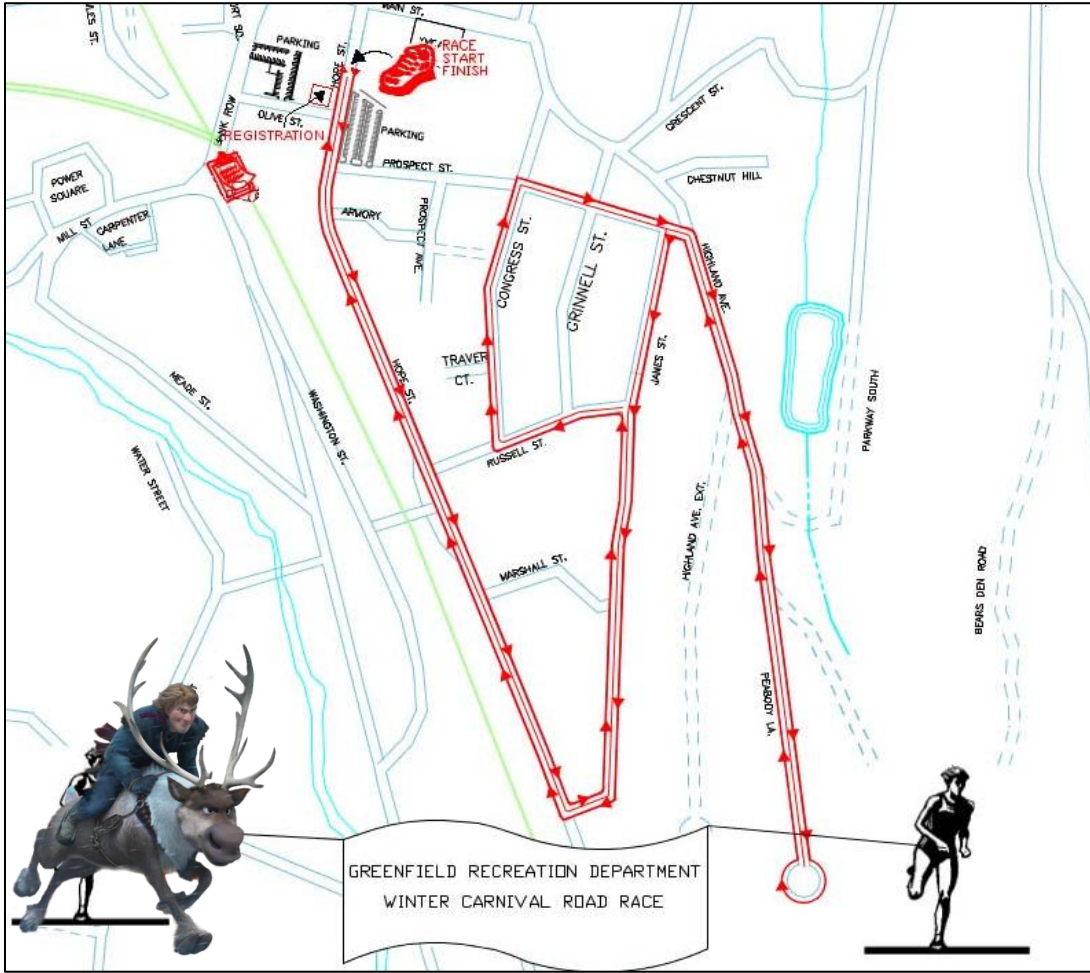 MAIN ST.
PARKING
HOPE ST.
RACE
START
FINISH
OLIVE ST.
REGISTRATION
PARKING
CRESCENT ST.
PROSPECT ST.
CHESTNUT HILL
POWER
SQUARE
MILL ST
CARPENTER
LANE
ARMORY
PROSPECT AVE.
CONGRESS ST.
GRINNELL ST.
HIGHLAND AVE.
TRAVER
CT.
JAMES ST.
HOPE ST.
MEADE ST.
WASHINGTON ST.
PARKWAY SOUTH
RUSSELL ST.
WATER STREET
HIGHLAND AVE. EXT.
MARSHALL ST.
BEARS DEN ROAD
PEABODY LA.
GREENFIELD RECREATION DEPARTMENT
WINTER CARNIVAL ROAD RACE